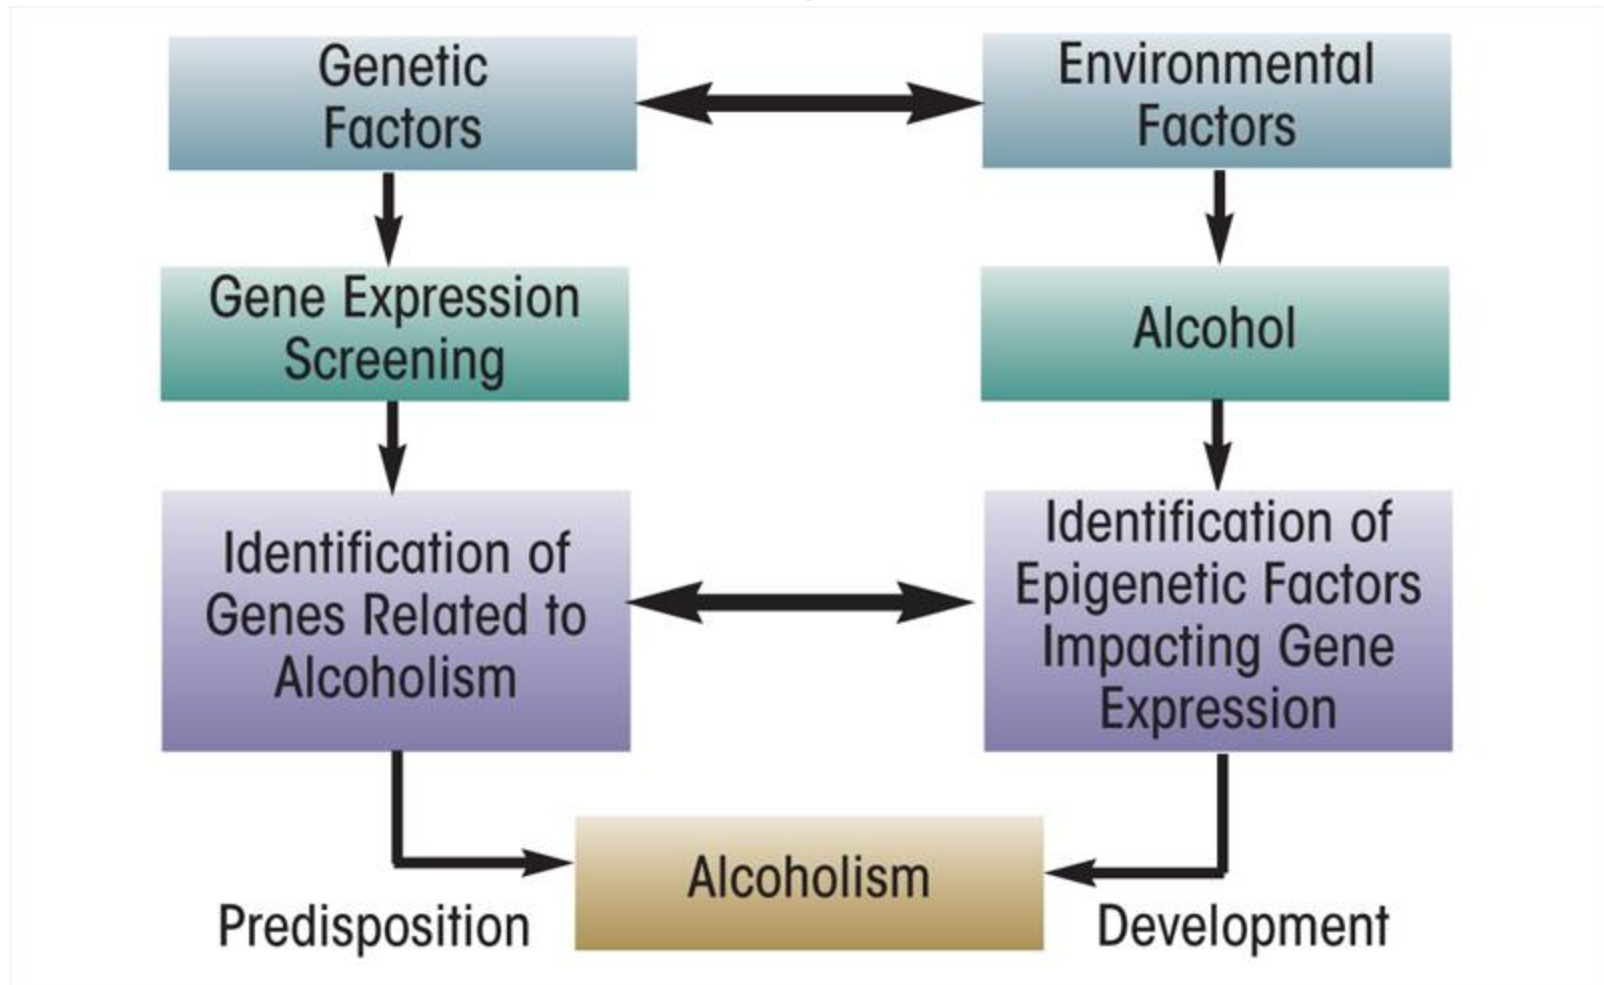 Genetic
Factors
Environmental
Factors
Gene Expression
Screening
Alcohol
Identification of
Genes Related to
Alcoholism
Identification of
Epigenetic Factors
Impacting Gene
Expression
Alcoholism
Predisposition
Development